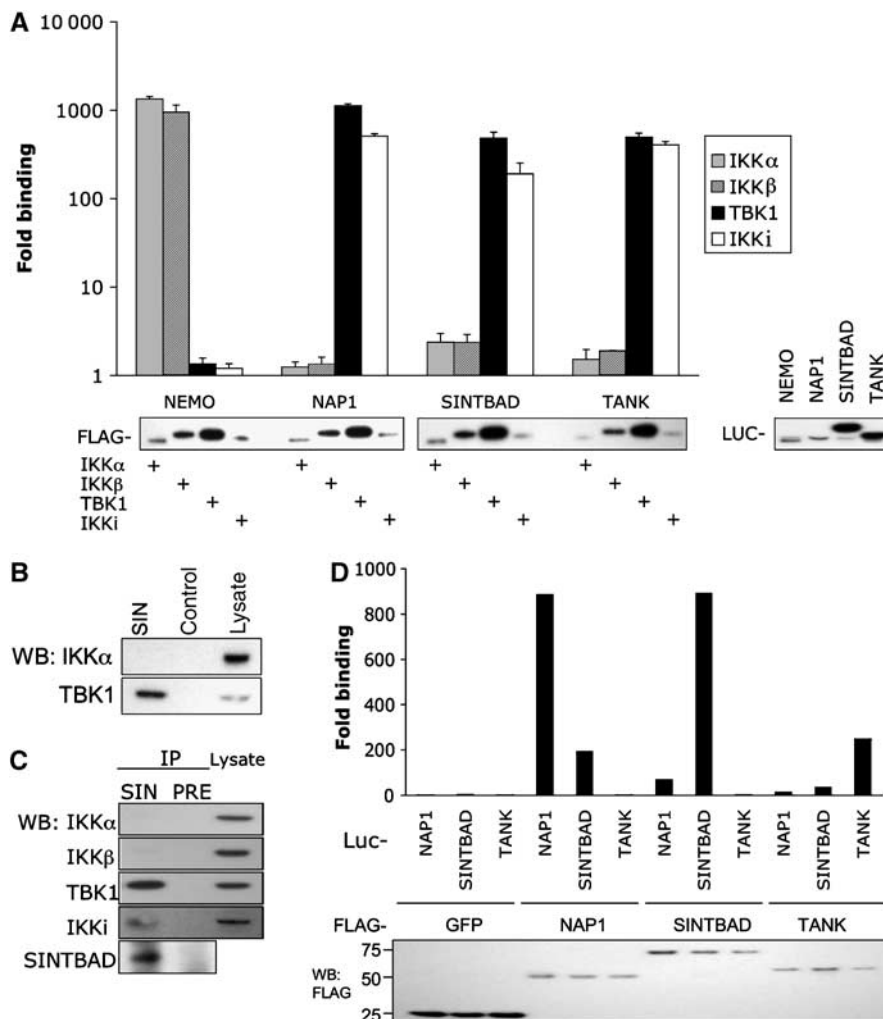 A
10 000
1000
100
10
1
Fold binding
IKKα
IKKβ
TBK1
IKKi
NEMO NAP1 SINTBAD TANK
FLAG-
IKKα + + + +
IKKβ + + + +
TBK1 + + + +
IKKi + + + +
NEMO
NAP1
SINTBAD
TANK
LUC-
B
SIN
Control
Lysate
WB: IKKα
TBK1
C
IP Lysate
SIN PRE
WB: IKKα
IKKβ
TBK1
IKKi
SINTBAD
D
1000
800
600
400
200
0
Fold binding
Luc-
NAP1
SINTBAD
TANK
NAP1
SINTBAD
TANK
NAP1
SINTBAD
TANK
NAP1
SINTBAD
TANK
FLAG- GFP NAP1 SINTBAD TANK
WB:
FLAG
75
50
25